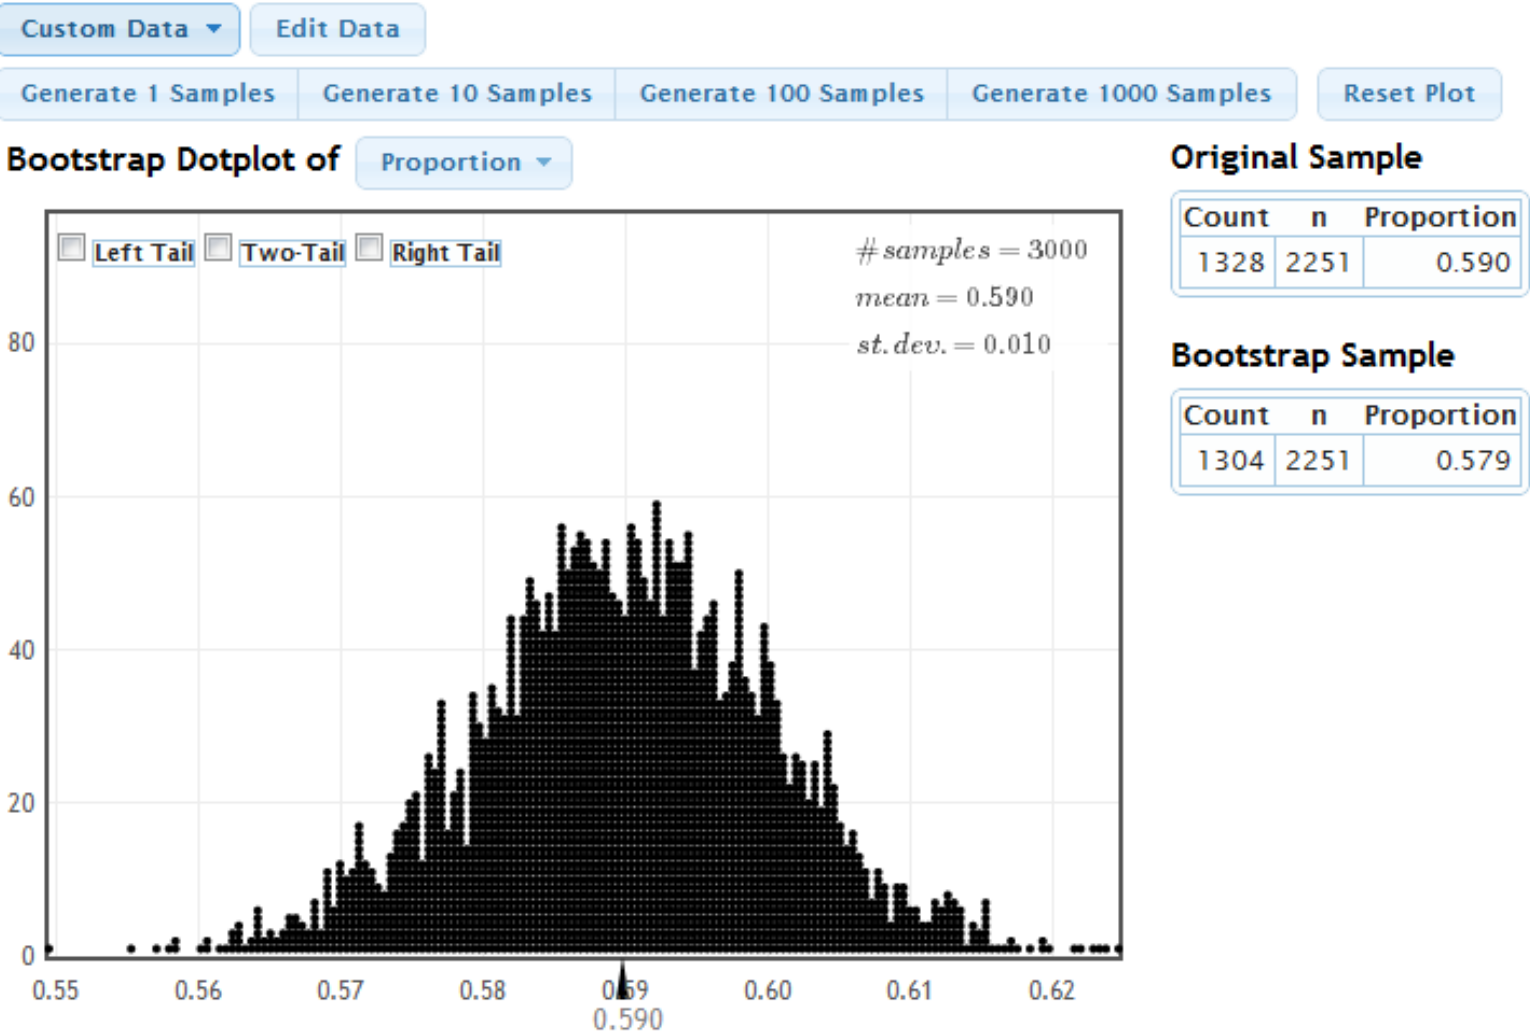 Custom Data Edit Data
Generate 1 Samples Generate 10 Samples Generate 100 Samples Generate 1000 Samples Reset Plot
Bootstrap Dotplot of Proportion
Left Tail Two-Tail Right Tail
# samples = 3000
mean = 0.590
st. dev. = 0.010
80
60
40
20
0
0.55 0.56 0.57 0.58 0.59 0.60 0.61 0.62
0.590
Original Sample
Count n Proportion
1328 2251 0.590
Bootstrap Sample
Count n Proportion
1304 2251 0.579